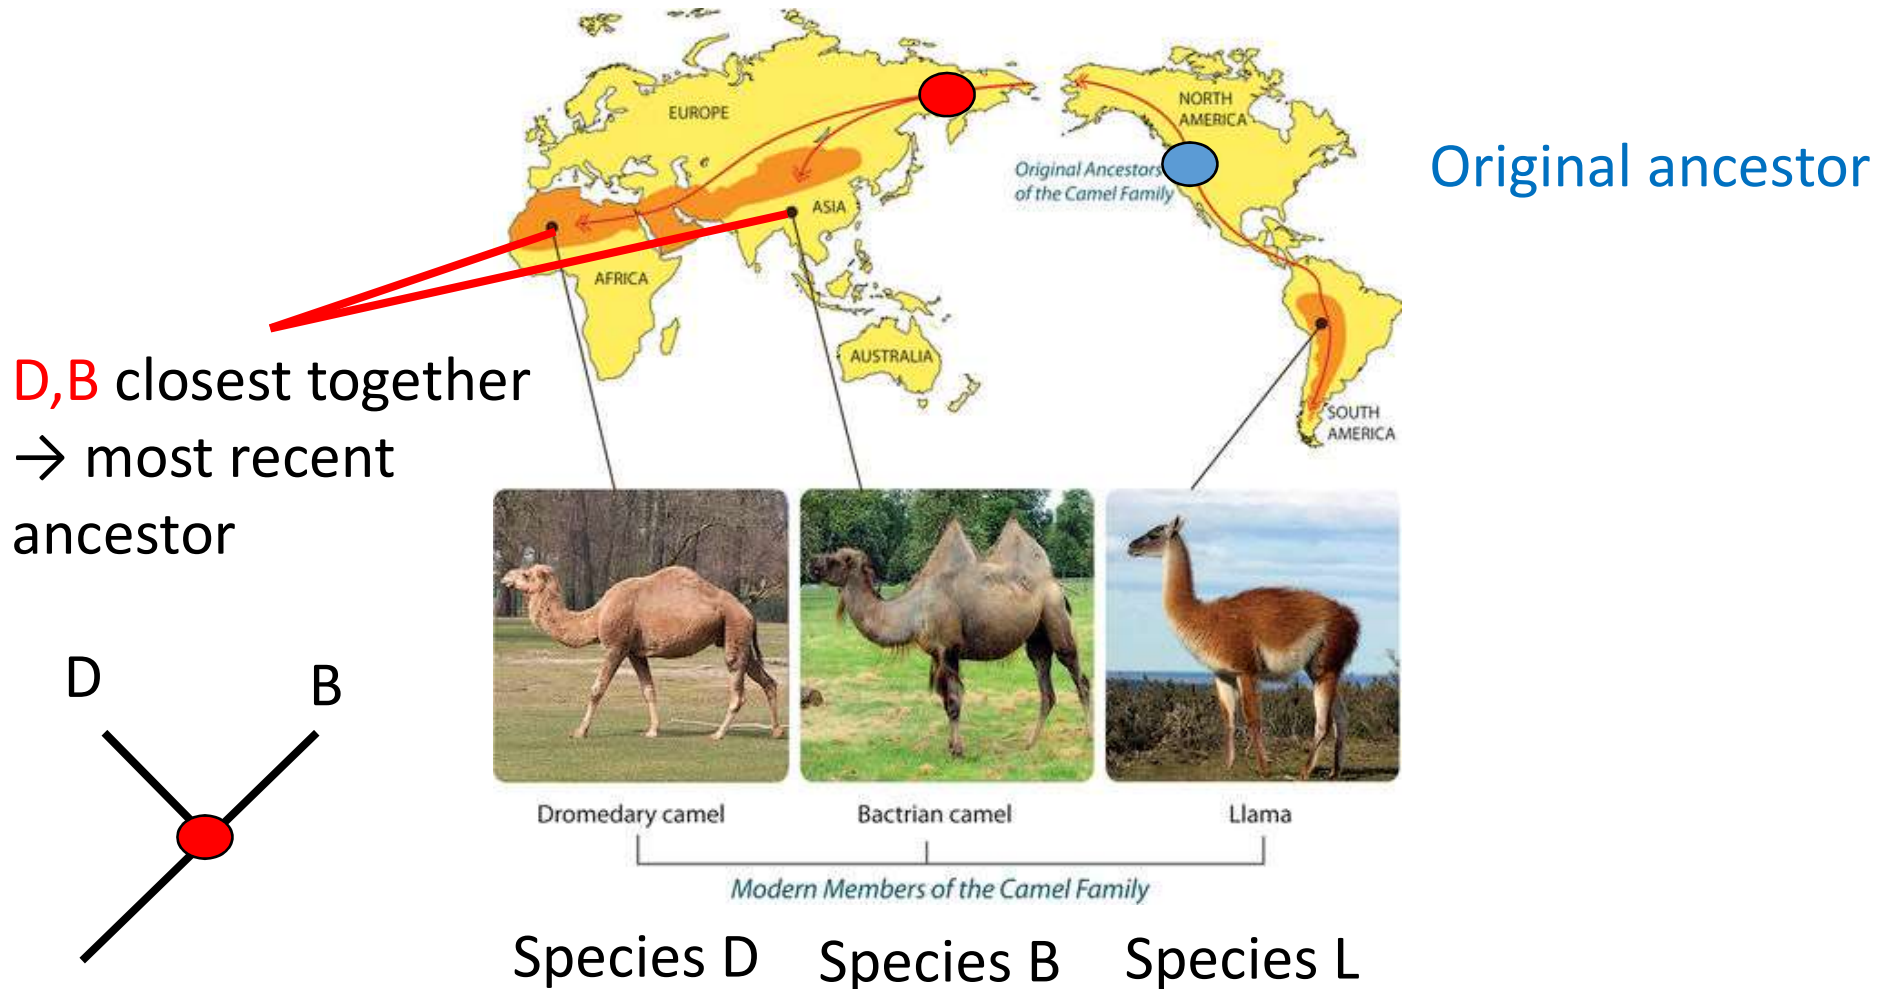 EUROPE
NORTH
AMERICA
Original Ancestors
of the Camel Family
Original ancestor
ASIA
AFRICA
AUSTRALIA
SOUTH
AMERICA
D,B closest together
→ most recent
ancestor
D
B
Dromedary camel
Bactrian camel
Llama
Modern Members of the Camel Family
Species D
Species B
Species L